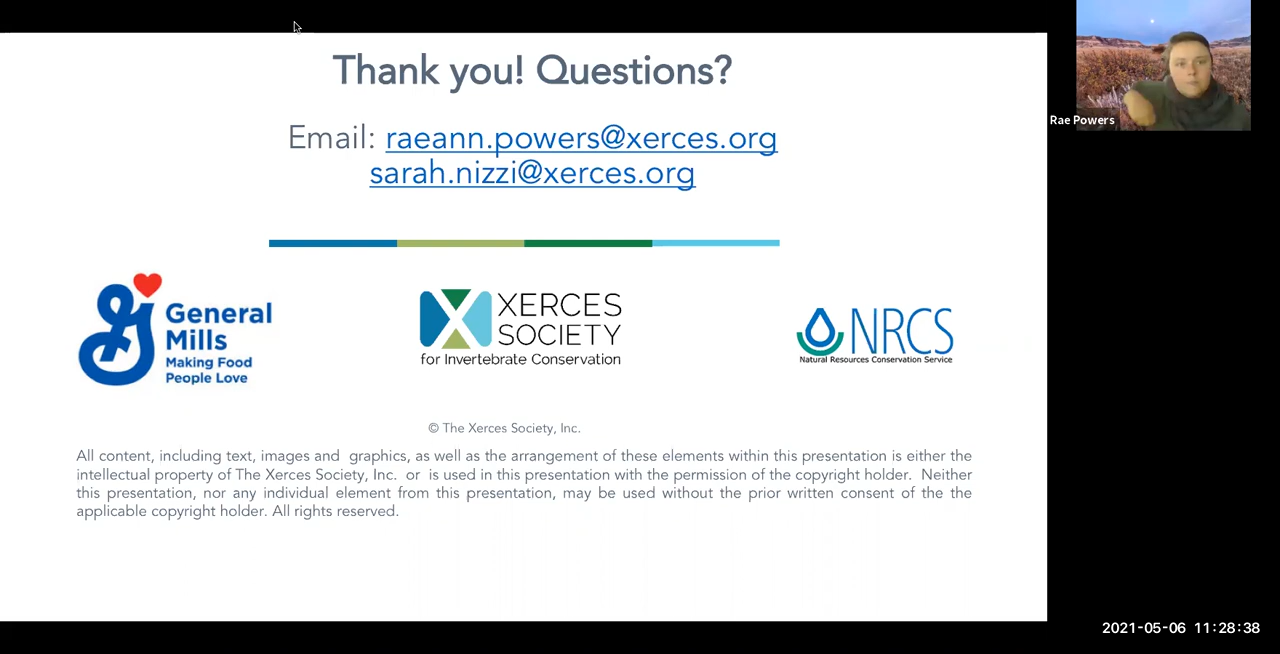 Thank you! Questions?
Email: raeann.powers@xerces.org
sarah.nizzi@xerces.org
Rae Powers
General
Mills
Making Food
People Love
XERCES
SOCIETY
for Invertebrate Conservation
NRCS
Natural Resources Conservation Service
© The Xerces Society, Inc.
All content, including text, images and graphics, as well as the arrangement of these elements within this presentation is either the
intellectual property of The Xerces Society, Inc. or is used in this presentation with the permission of the copyright holder. Neither
this presentation, nor any individual element from this presentation, may be used without the prior written consent of the the
applicable copyright holder. All rights reserved.
2021-05-06 11:28:38